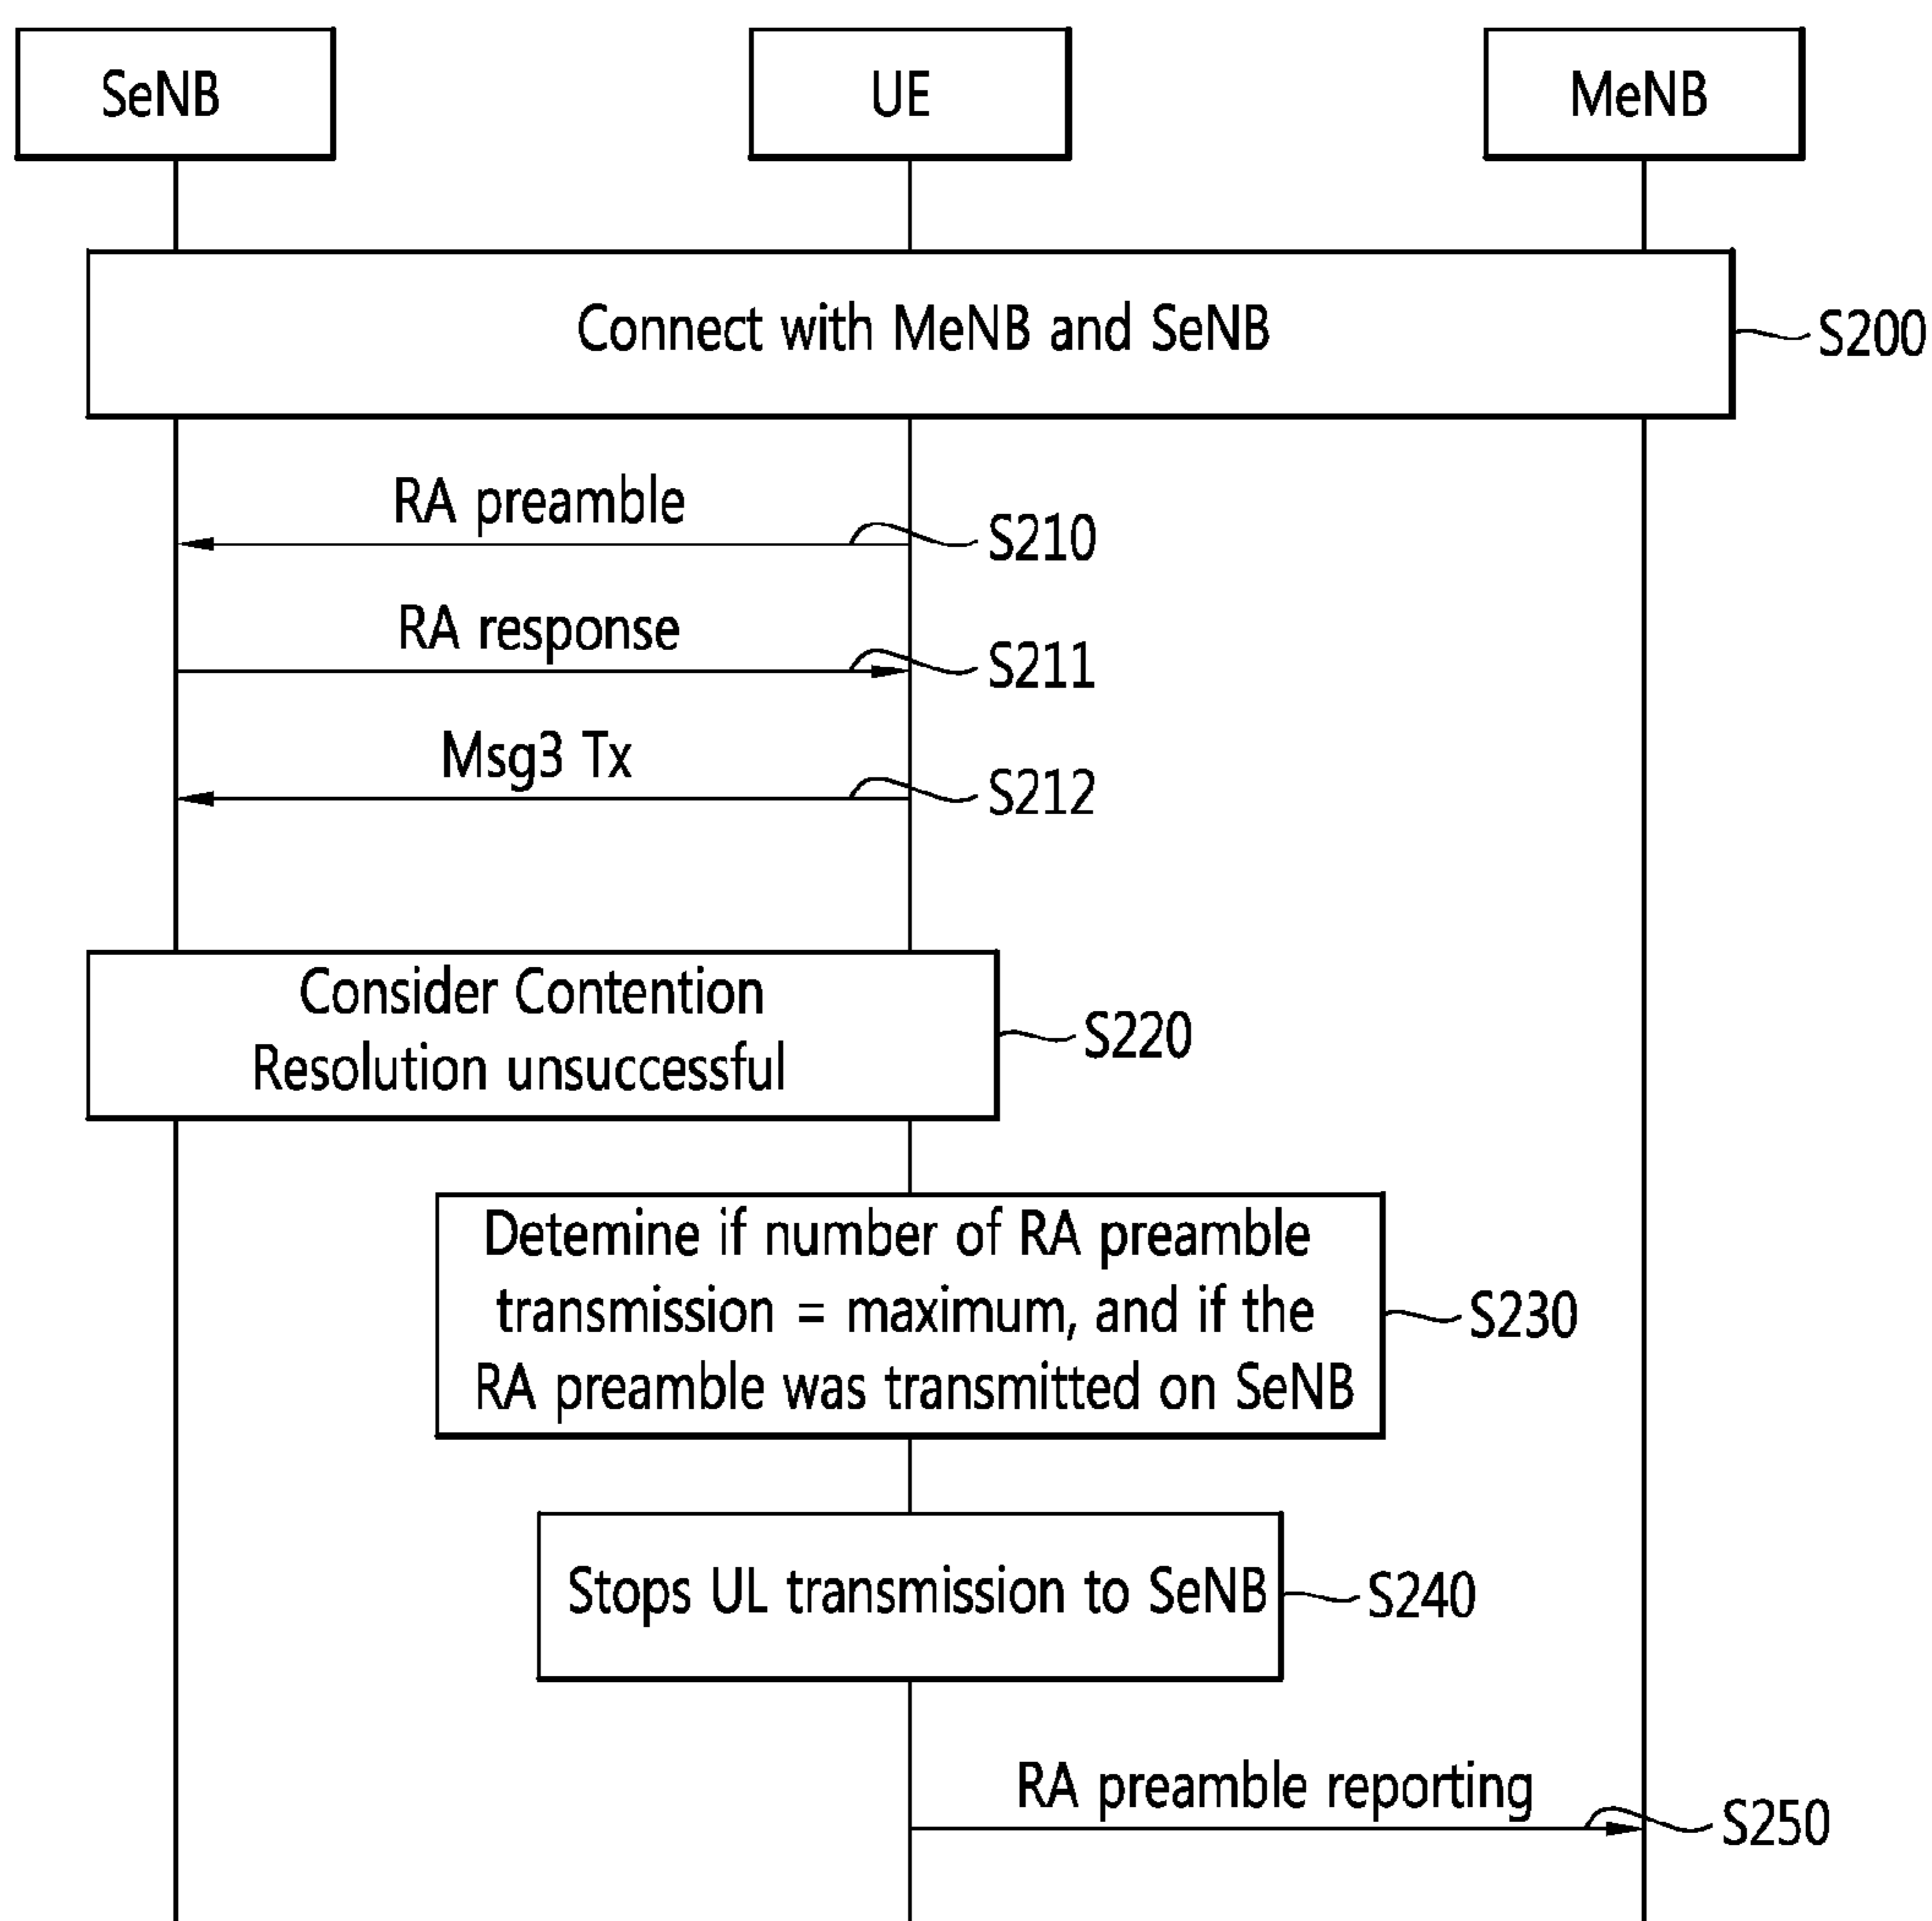 SeNB
UE
MeNB
Connect with MeNB and SeNB
S200
RA preamble
S210
RA response
S211
Msg3 Tx
S212
Consider Contention
Resolution unsuccessful
S220
Detemine if number of RA preamble
transmission = maximum, and if the
RA preamble was transmitted on SeNB
S230
Stops UL transmission to SeNB
S240
RA preamble reporting
S250